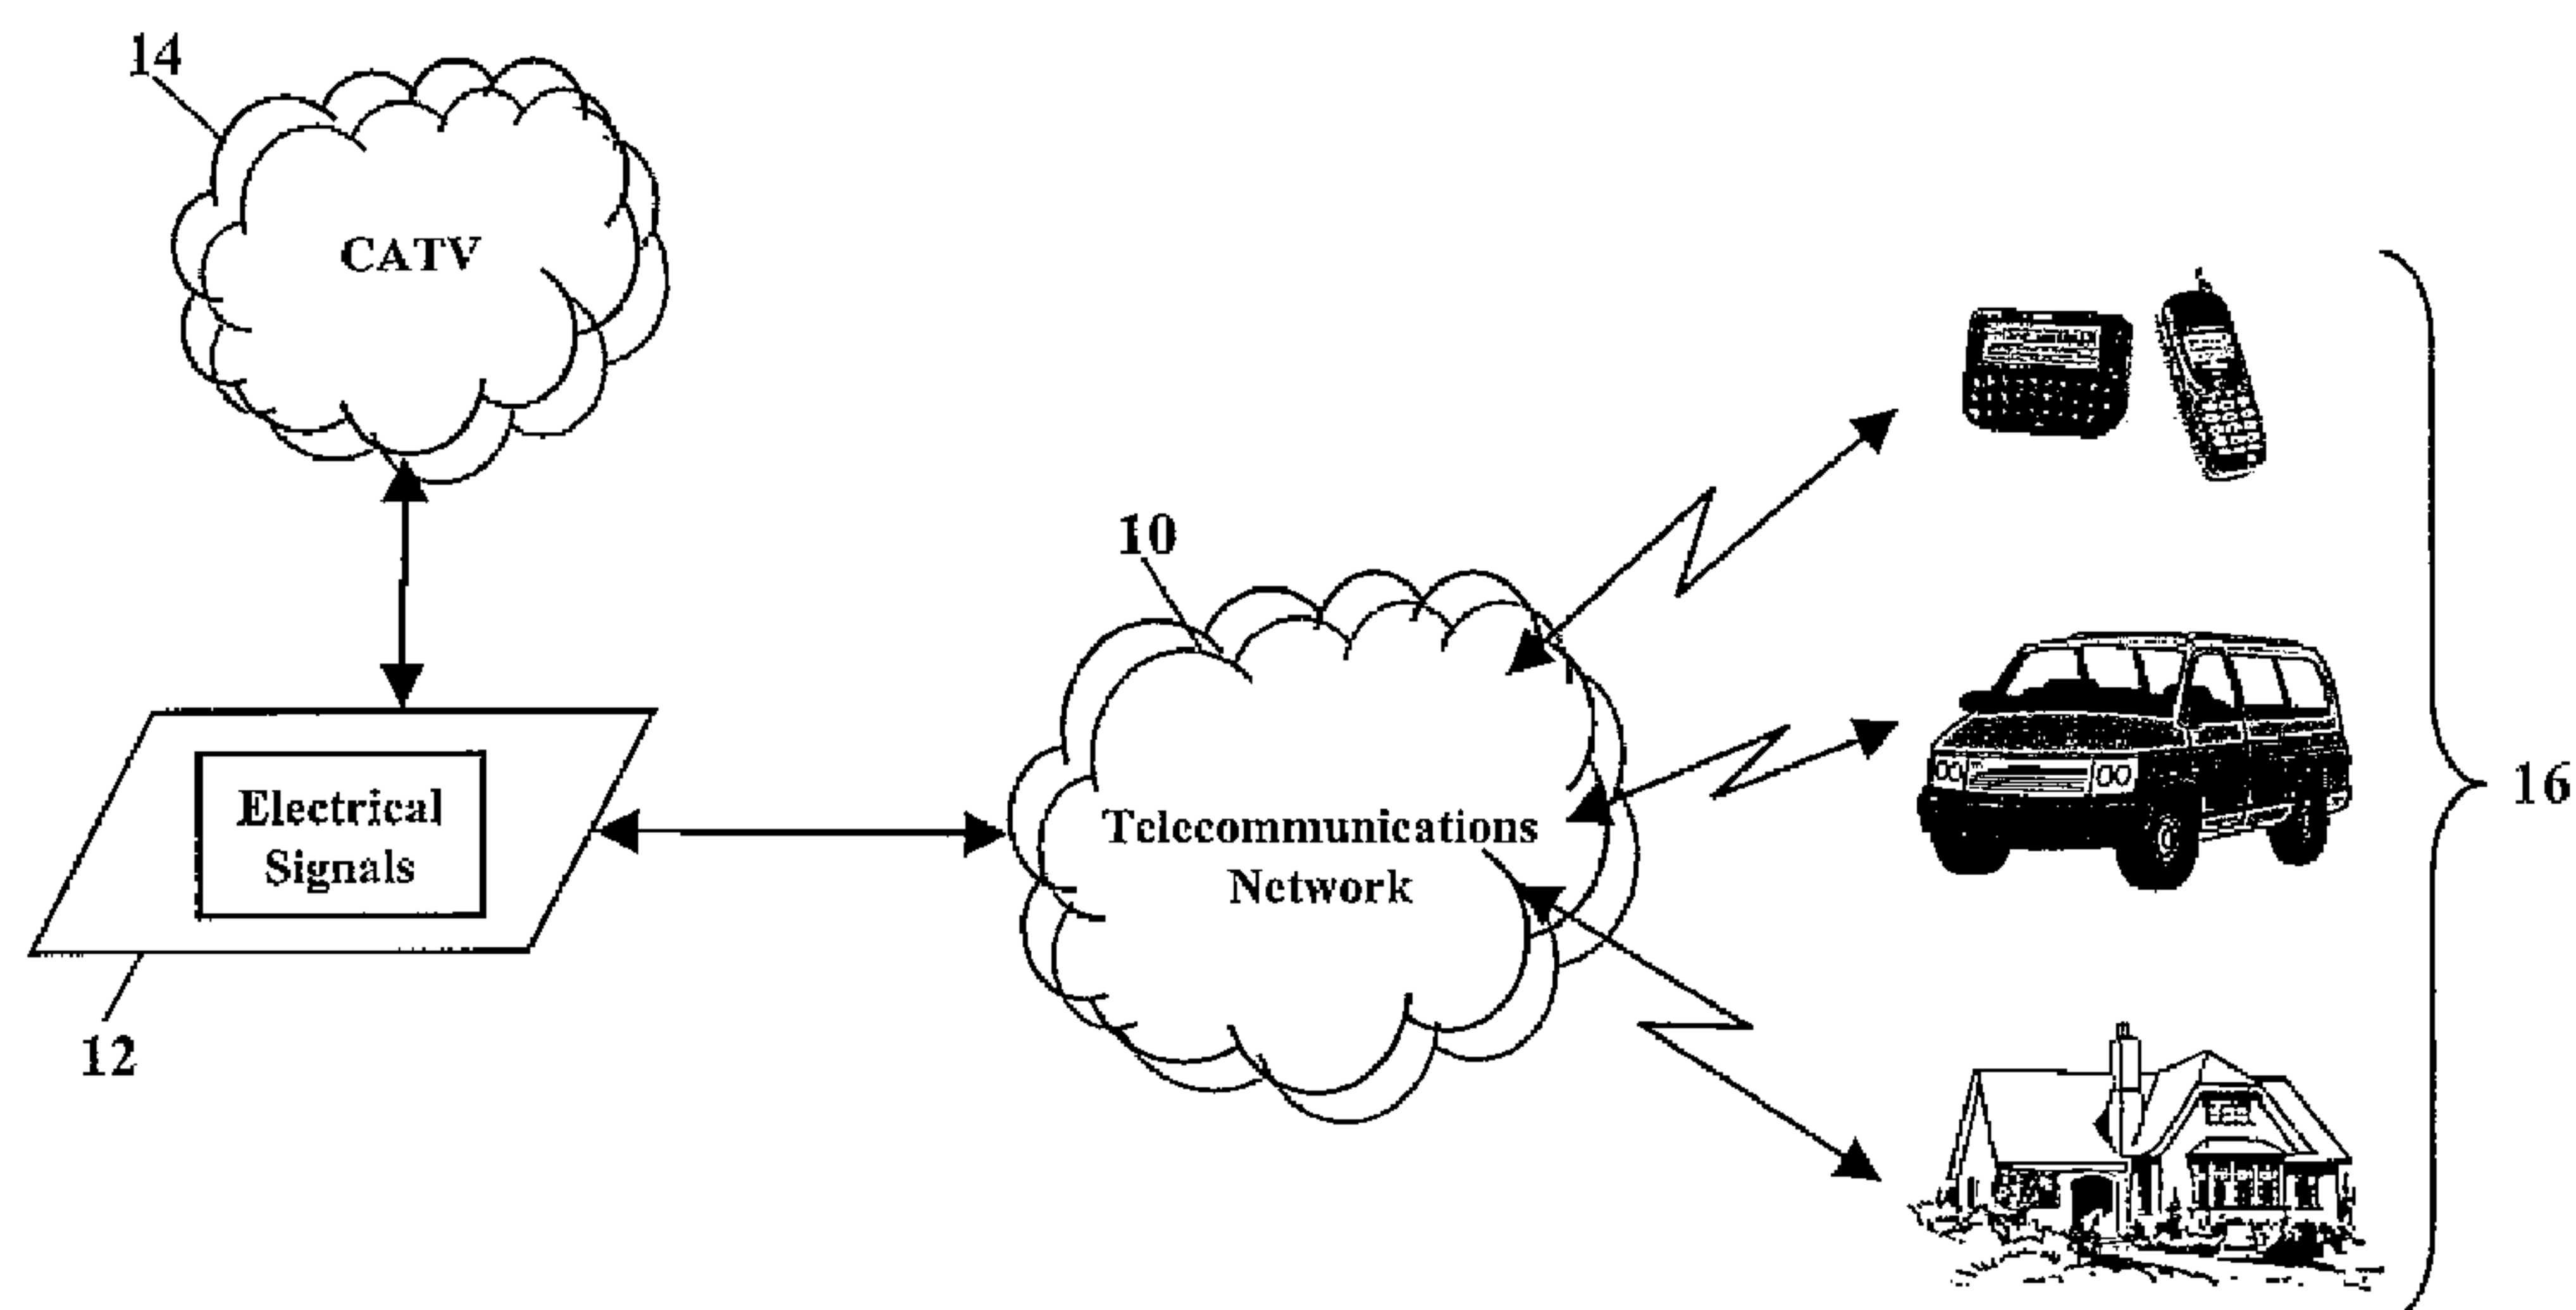 14
CATV
10
Electrical
Signals
Telecommunications
Network
16
12